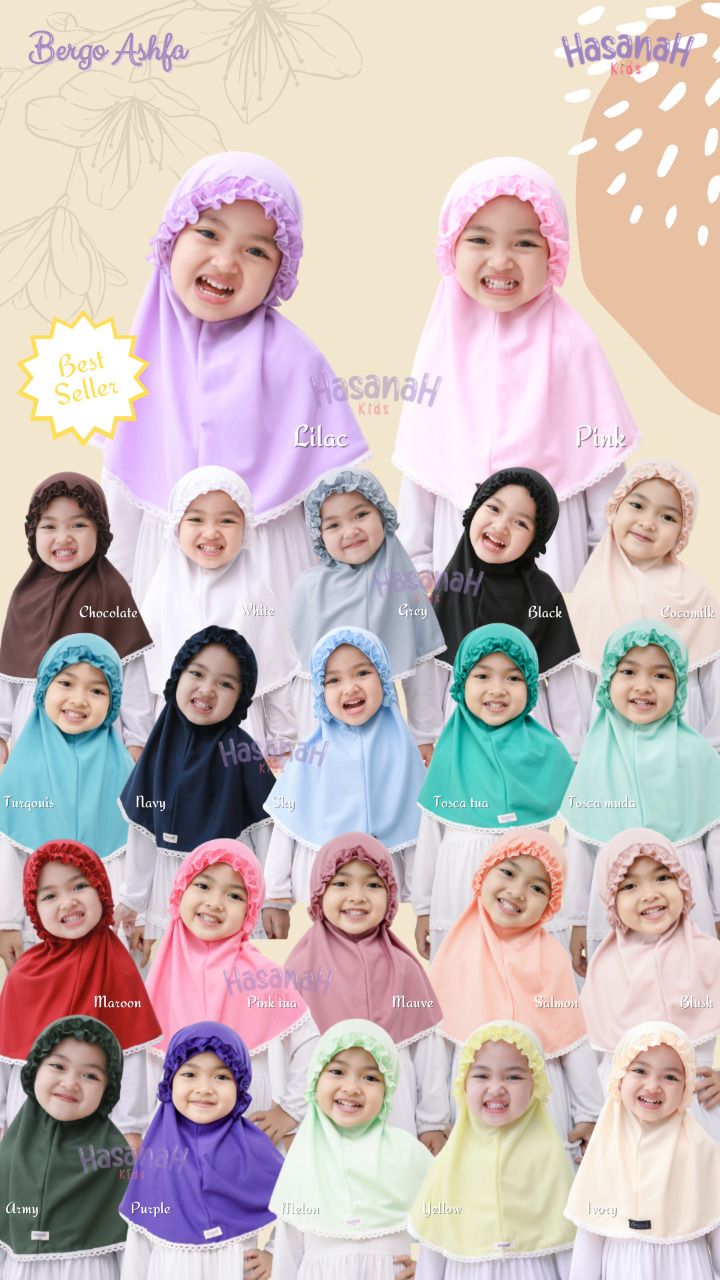 Bergo Ashfa
HasanaH
Kids
Best
Seller
HasanaH
Kids
Lilac
Pink
HasanaH
Kids
Chocolate
White
Grey
Black
Cocomilk
HasanaH
Kids
Turqouis
Navy
Sky
Tosca tua
Tosca muda
HasanaH
Maroon
Pink tua
Mauve
Salmon
Blush
HasanaH
Kids
Army
Purple
Melon
Yellow
Ivory